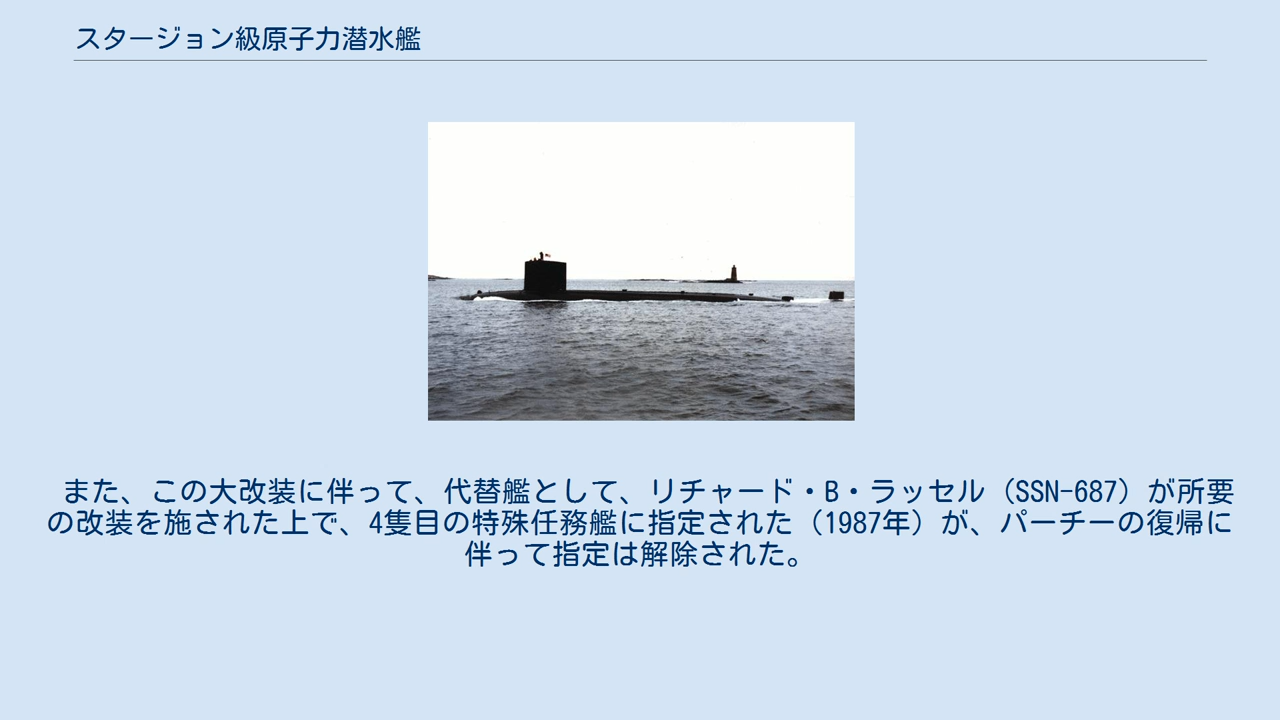 スタージョン級原子力潜水艦
また、この大改装に伴って、代替艦として、リチャード・B・ラッセル（SSN-687）が所要
の改装を施された上で、4隻目の特殊任務艦に指定された（1987年）が、パーチーの復帰に
伴って指定は解除された。